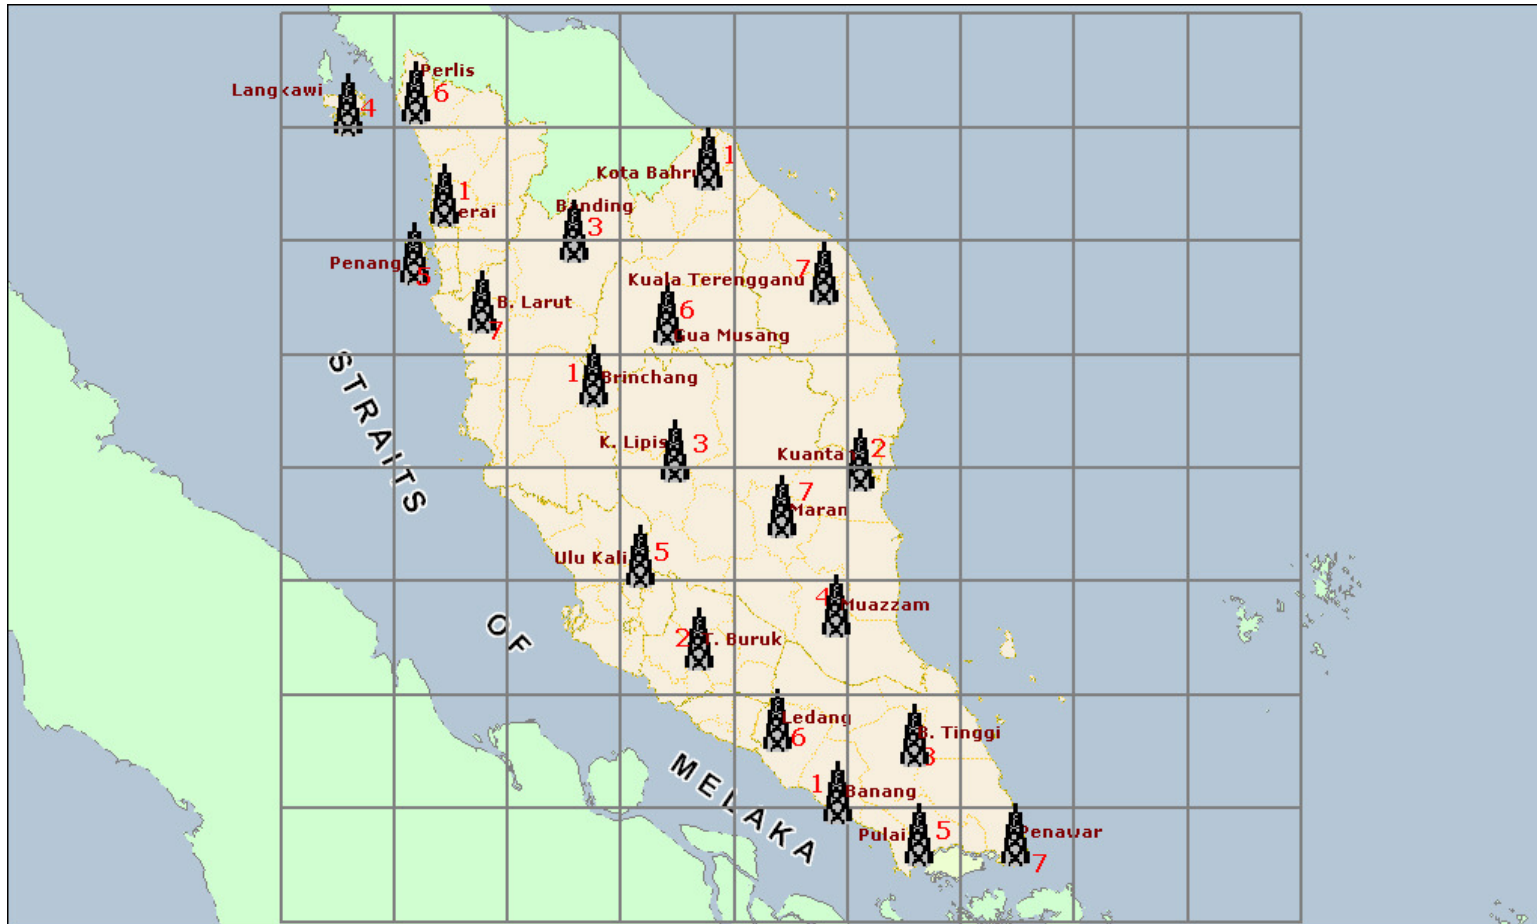 Perlis
6
Langkawi
4
1
Kota Bahru
1
erai
Banding
3
Penang
5
Kuala Terengganu
7
B. Larut
7
6
Gua Musang
1
Brinchang
K. Lipis
3
Kuantan
2
7
Maran
Ulu Kali
5
4
Muazzam
2
T. Buruk
Ledang
6
B. Tinggi
3
1
Banang
Pulai
5
Penawar
7
STRAITS
OF
MELAKA